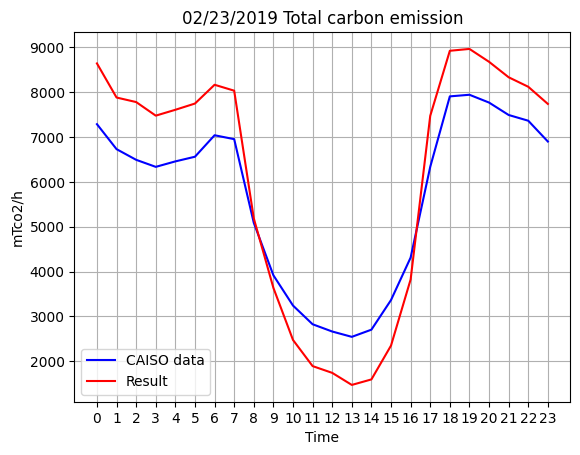 02/23/2019 Total carbon emission
mTco2/h
9000
8000
7000
6000
5000
4000
3000
2000
CAISO data
Result
0 1 2 3 4 5 6 7 8 9 10 11 12 13 14 15 16 17 18 19 20 21 22 23
Time